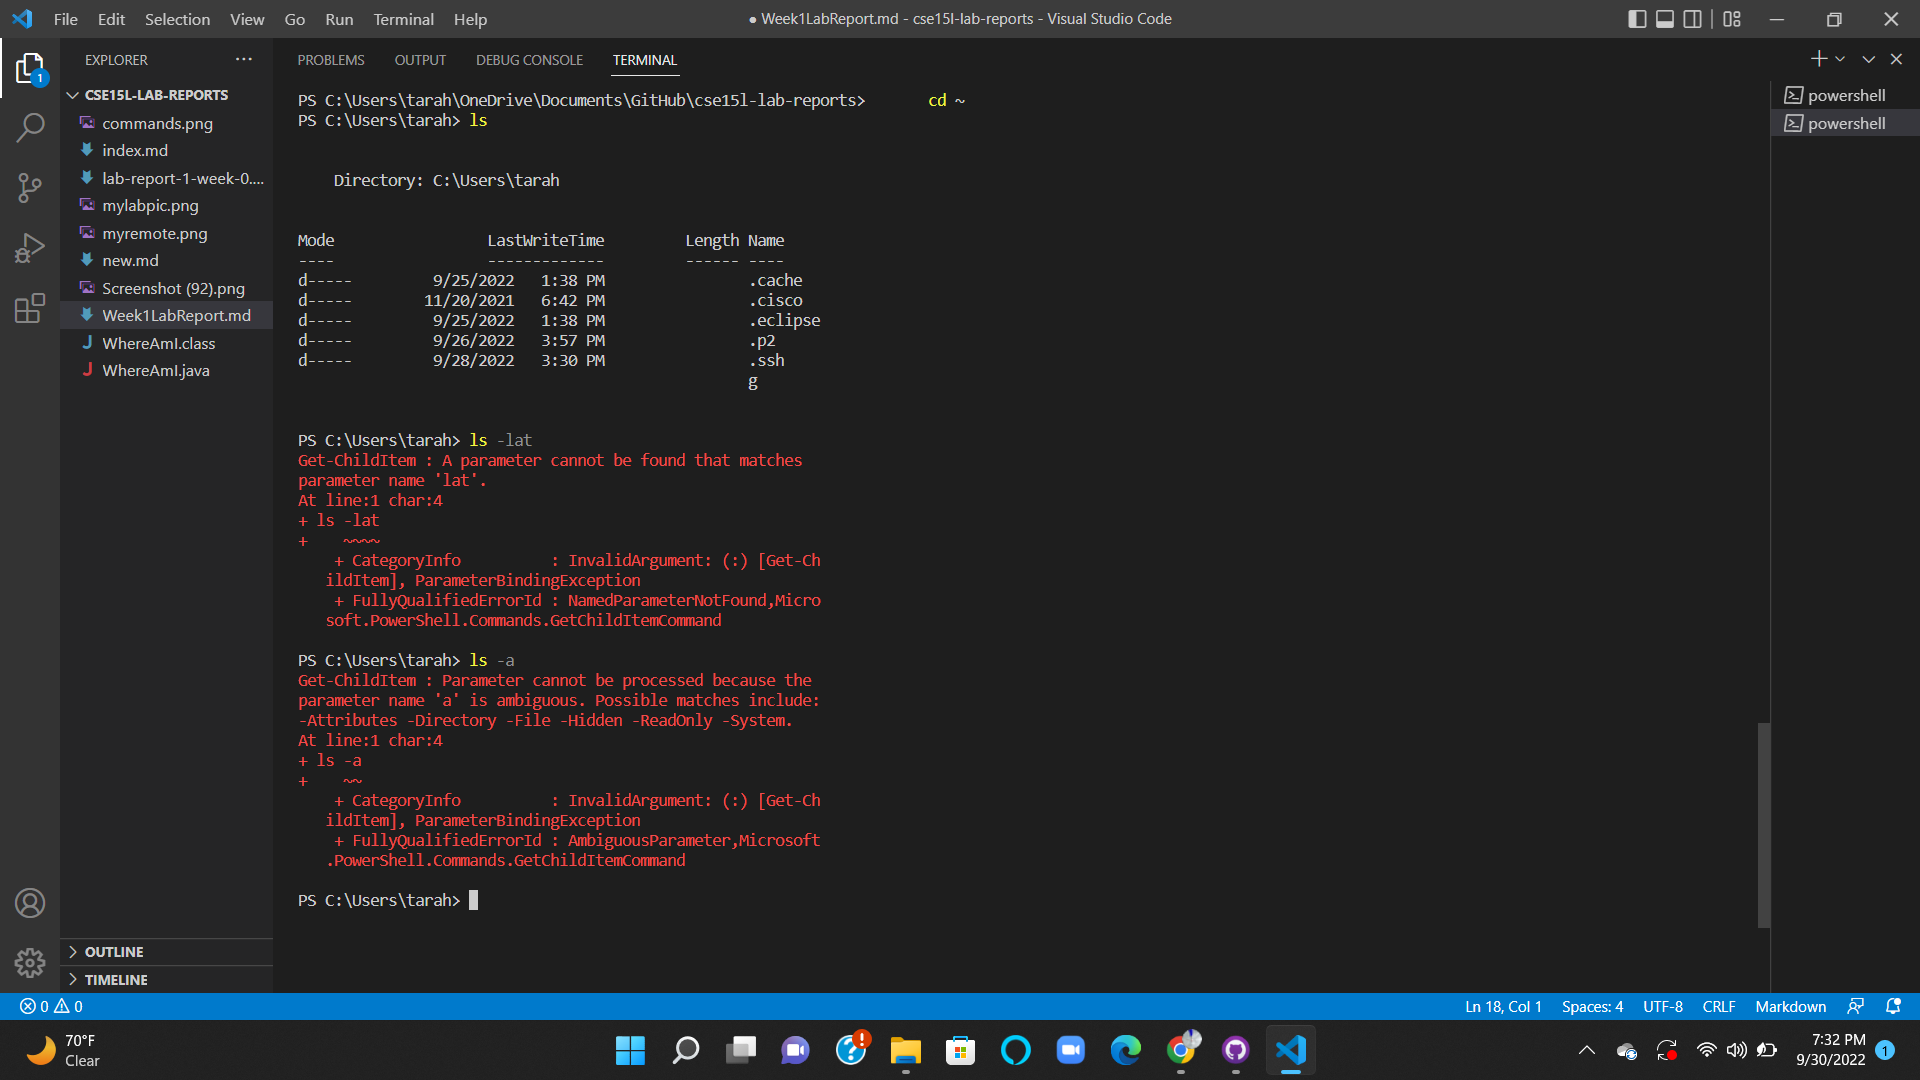 File Edit Selection View Go Run Terminal Help
● Week1LabReport.md - cse15l-lab-reports - Visual Studio Code
EXPLORER
1
CSE15L-LAB-REPORTS
commands.png
index.md
lab-report-1-week-0....
mylabpic.png
myremote.png
new.md
Screenshot (92).png
Week1LabReport.md
WhereAmI.class
WhereAmI.java
OUTLINE
TIMELINE
PROBLEMS OUTPUT DEBUG CONSOLE TERMINAL
PS C:\Users\tarah\OneDrive\Documents\GitHub\cse15l-lab-reports>       cd ~
PS C:\Users\tarah> ls
    Directory: C:\Users\tarah
Mode                 LastWriteTime         Length Name
----                 -------------         ------ ----
d-----         9/25/2022   1:38 PM                .cache
d-----        11/20/2021   6:42 PM                .cisco
d-----         9/25/2022   1:38 PM                .eclipse
d-----         9/26/2022   3:57 PM                .p2
d-----         9/28/2022   3:30 PM                .ssh
                                                  g
PS C:\Users\tarah> ls -lat
Get-ChildItem : A parameter cannot be found that matches
parameter name 'lat'.
At line:1 char:4
+ ls -lat
+    ~~~~
    + CategoryInfo          : InvalidArgument: (:) [Get-Ch
   ildItem], ParameterBindingException
    + FullyQualifiedErrorId : NamedParameterNotFound,Micro
   soft.PowerShell.Commands.GetChildItemCommand
PS C:\Users\tarah> ls -a
Get-ChildItem : Parameter cannot be processed because the
parameter name 'a' is ambiguous. Possible matches include:
-Attributes -Directory -File -Hidden -ReadOnly -System.
At line:1 char:4
+ ls -a
+    ~~
    + CategoryInfo          : InvalidArgument: (:) [Get-Ch
   ildItem], ParameterBindingException
    + FullyQualifiedErrorId : AmbiguousParameter,Microsoft
   .PowerShell.Commands.GetChildItemCommand
PS C:\Users\tarah>
powershell
powershell
0 0
Ln 18, Col 1 Spaces: 4 UTF-8 CRLF Markdown
70°F
Clear
7:32 PM
9/30/2022
1